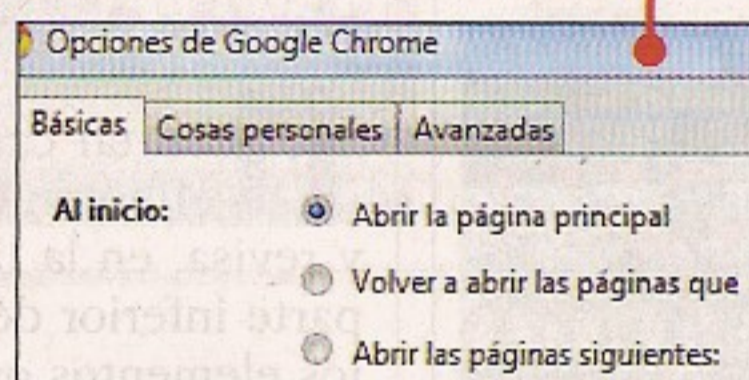 Opciones de Google Chrome
Básicas Cosas personales Avanzadas
Al inicio: Abrir la página principal
Volver a abrir las páginas que
Abrir las páginas siguientes: